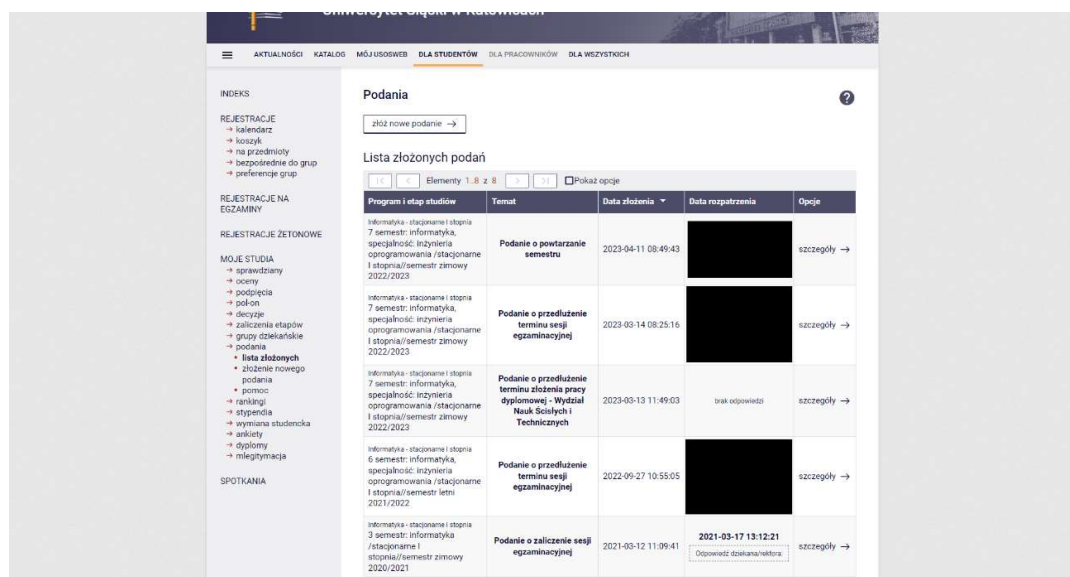 Uniwersytet Śląski w Katowicach
AKTUALNOŚCI KATALOG MÓJ USOSWEB DLA STUDENTÓW DLA PRACOWNIKÓW DLA WSZYSTKICH
INDEKS
REJESTRACJE
→ kalendarz
→ koszyk
→ na przedmioty
→ bezpośrednie do grup
→ preferencje grup
REJESTRACJE NA
EGZAMINY
REJESTRACJE ŻETONOWE
MOJE STUDIA
→ sprawdziany
→ oceny
→ podpięcia
→ pol-on
→ decyzje
→ zaliczenia etapów
→ grupy dziekańskie
→ podania
• lista złożonych
• złożenie nowego
podania
• pomoc
→ rankingi
→ stypendia
→ wymiana studencka
→ ankiety
→ dyplomy
→ mlegitymacja
SPOTKANIA
Podania
złóż nowe podanie →
Lista złożonych podań
Elementy 1..8 z 8 Pokaż opcje
Program i etap studiów Temat Data złożenia Data rozpatrzenia Opcje
Informatyka - stacjonarne I stopnia
7 semestr: informatyka,
specjalność: inżynieria
oprogramowania /stacjonarne
I stopnia//semestr zimowy
2022/2023
Podanie o powtarzanie
semestru
2023-04-11 08:49:43
szczegóły →
Informatyka - stacjonarne I stopnia
7 semestr: informatyka,
specjalność: inżynieria
oprogramowania /stacjonarne
I stopnia//semestr zimowy
2022/2023
Podanie o przedłużenie
terminu sesji
egzaminacyjnej
2023-03-14 08:25:16
szczegóły →
Informatyka - stacjonarne I stopnia
7 semestr: informatyka,
specjalność: inżynieria
oprogramowania /stacjonarne
I stopnia//semestr zimowy
2022/2023
Podanie o przedłużenie
terminu złożenia pracy
dyplomowej - Wydział
Nauk Ścisłych i
Technicznych
2023-03-13 11:49:03
brak odpowiedzi
szczegóły →
Informatyka - stacjonarne I stopnia
6 semestr: informatyka,
specjalność: inżynieria
oprogramowania /stacjonarne
I stopnia//semestr letni
2021/2022
Podanie o przedłużenie
terminu sesji
egzaminacyjnej
2022-09-27 10:55:05
szczegóły →
Informatyka - stacjonarne I stopnia
3 semestr: informatyka
/stacjonarne I
stopnia//semestr zimowy
2020/2021
Podanie o zaliczenie sesji
egzaminacyjnej
2021-03-12 11:09:41
2021-03-17 13:12:21
Odpowiedź dziekana/rektora
szczegóły →